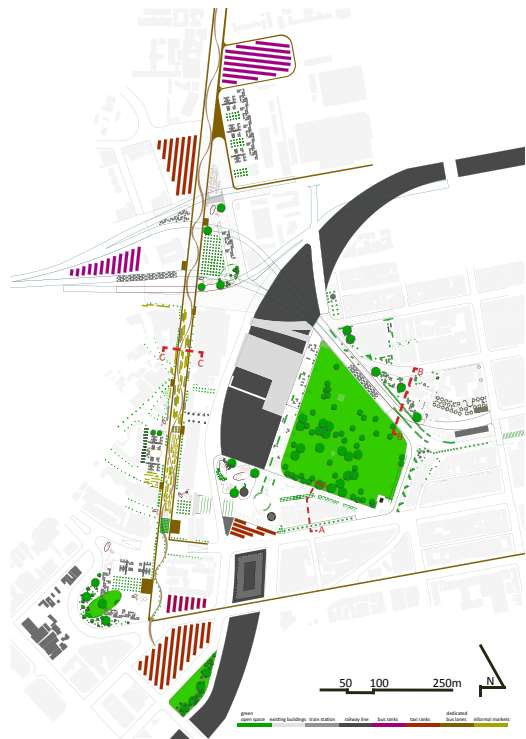 C
C
B
B
A
A
50 100 250m
N
green
open space existing buildings train station railway line bus ranks taxi ranks dedicated
bus lanes informal markets